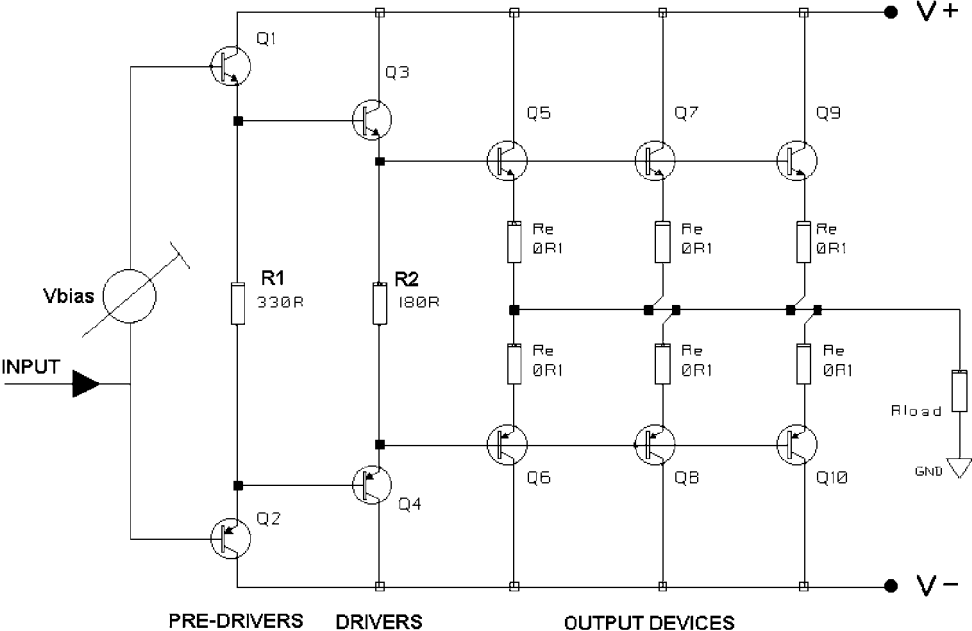 V+
Q1
Q3
Q5
Q7
Q9
Re
0R1
Re
0R1
Re
0R1
Vbias
R1
330R
R2
180R
INPUT
Re
0R1
Re
0R1
Re
0R1
Rload
GND
Q2
Q4
Q6
Q8
Q10
V-
PRE-DRIVERS
DRIVERS
OUTPUT DEVICES